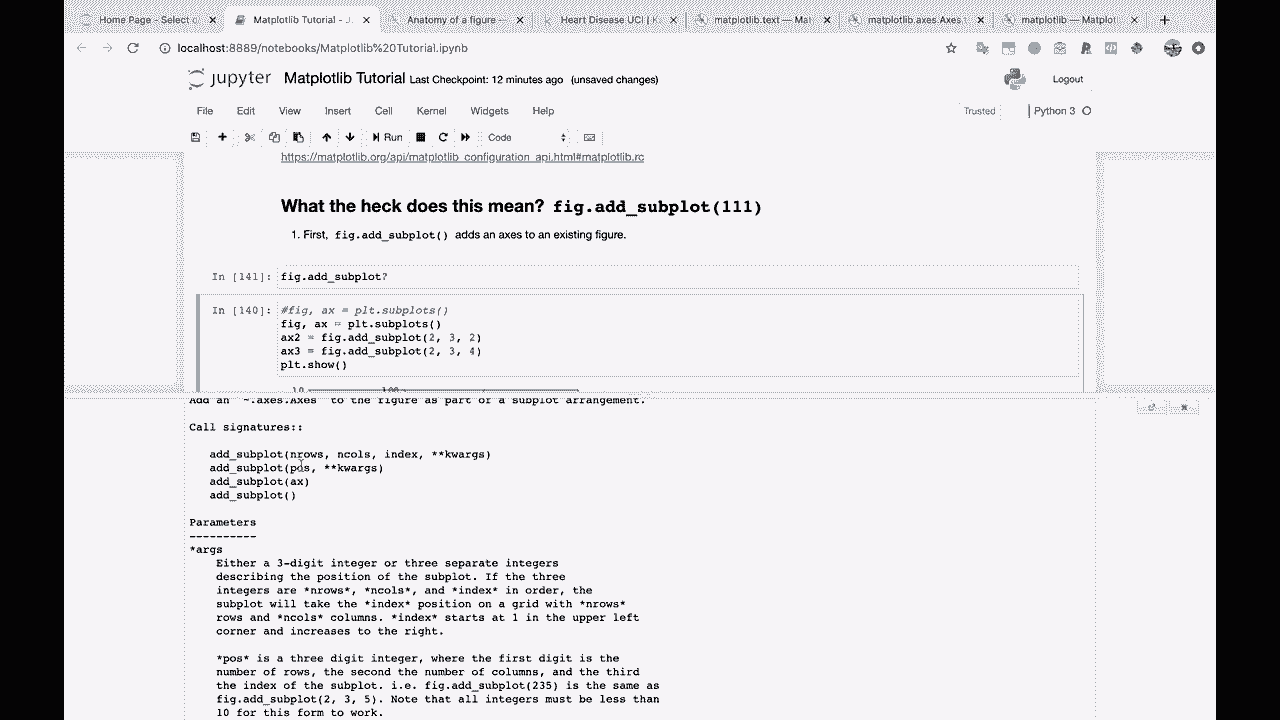 Home Page - Select
Matplotlib Tutorial - J
Anatomy of a figure —
Heart Disease UCI | K
matplotlib.text — Mat
matplotlib.axes.Axes
matplotlib — Matplot
localhost:8889/notebooks/Matplotlib%20Tutorial.ipynb
jupyter Matplotlib Tutorial Last Checkpoint: 12 minutes ago (unsaved changes)
Logout
File Edit View Insert Cell Kernel Widgets Help
Trusted
Python 3
Run
Code
https://matplotlib.org/api/matplotlib_configuration_api.html#matplotlib.rc
What the heck does this mean? fig.add_subplot(111)
1. First, fig.add_subplot() adds an axes to an existing figure.
In [141]: fig.add_subplot?
In [140]: #fig, ax = plt.subplots()
fig, ax = plt.subplots()
ax2 = fig.add_subplot(2, 3, 2)
ax3 = fig.add_subplot(2, 3, 4)
plt.show()
10 100
Add an `~.axes.Axes` to the figure as part of a subplot arrangement.
Call signatures::
add_subplot(nrows, ncols, index, **kwargs)
add_subplot(pos, **kwargs)
add_subplot(ax)
add_subplot()
Parameters
----------
*args
Either a 3-digit integer or three separate integers
describing the position of the subplot. If the three
integers are *nrows*, *ncols*, and *index* in order, the
subplot will take the *index* position on a grid with *nrows*
rows and *ncols* columns. *index* starts at 1 in the upper left
corner and increases to the right.
*pos* is a three digit integer, where the first digit is the
number of rows, the second the number of columns, and the third
the index of the subplot. i.e. fig.add_subplot(235) is the same as
fig.add_subplot(2, 3, 5). Note that all integers must be less than
10 for this form to work.